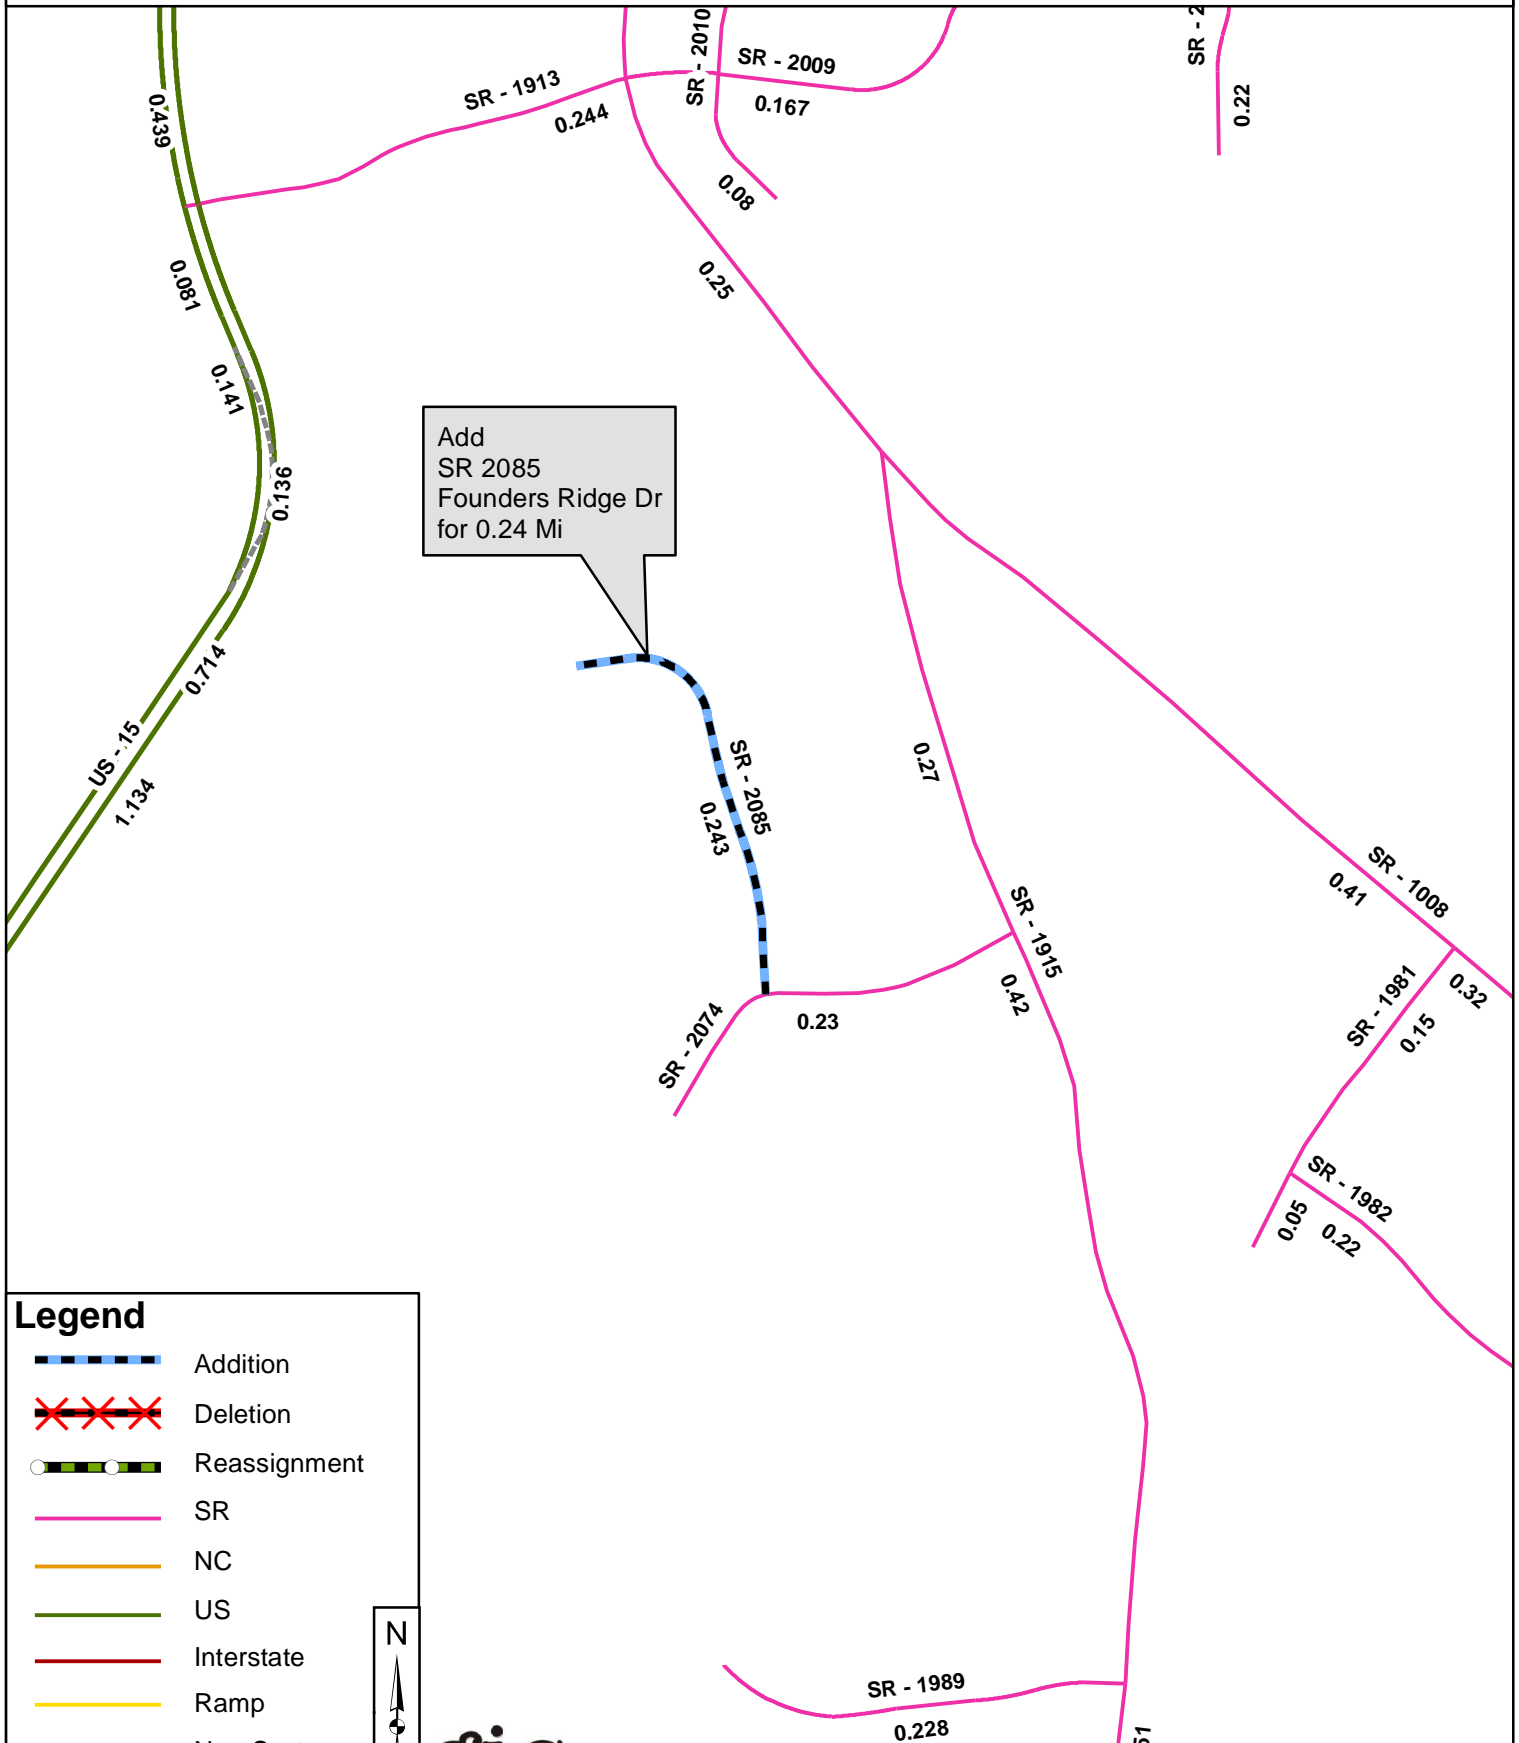 SR - 2010
SR - 2009
0.167
SR - 1913
0.244
0.439
0.22
0.08
0.25
0.081
0.141
0.136
Add
SR 2085
Founders Ridge Dr
for 0.24 Mi
0.714
US - 15
1.134
SR - 2085
0.243
0.27
SR - 1008
0.41
SR - 1915
0.42
0.32
SR - 1981
0.15
0.23
SR - 2074
SR - 1982
0.05
0.22
Legend
Addition
Deletion
Reassignment
SR
NC
US
Interstate
Ramp
N
SR - 1989
0.228